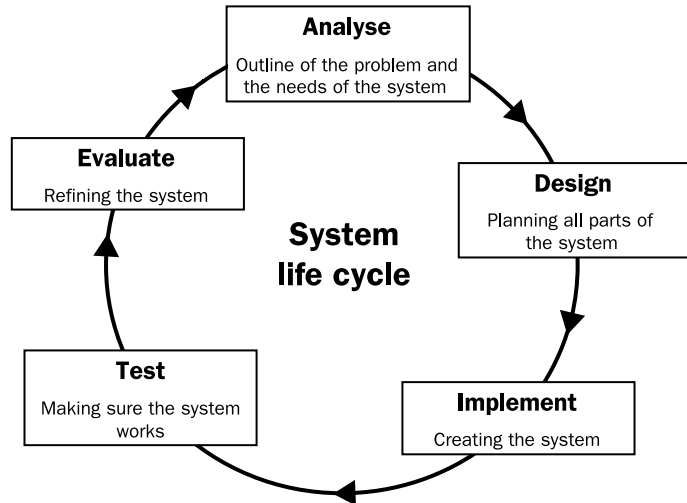 Analyse
Outline of the problem and
the needs of the system
Design
Planning all parts of
the system
Implement
Creating the system
Test
Making sure the system
works
Evaluate
Refining the system
System
life cycle